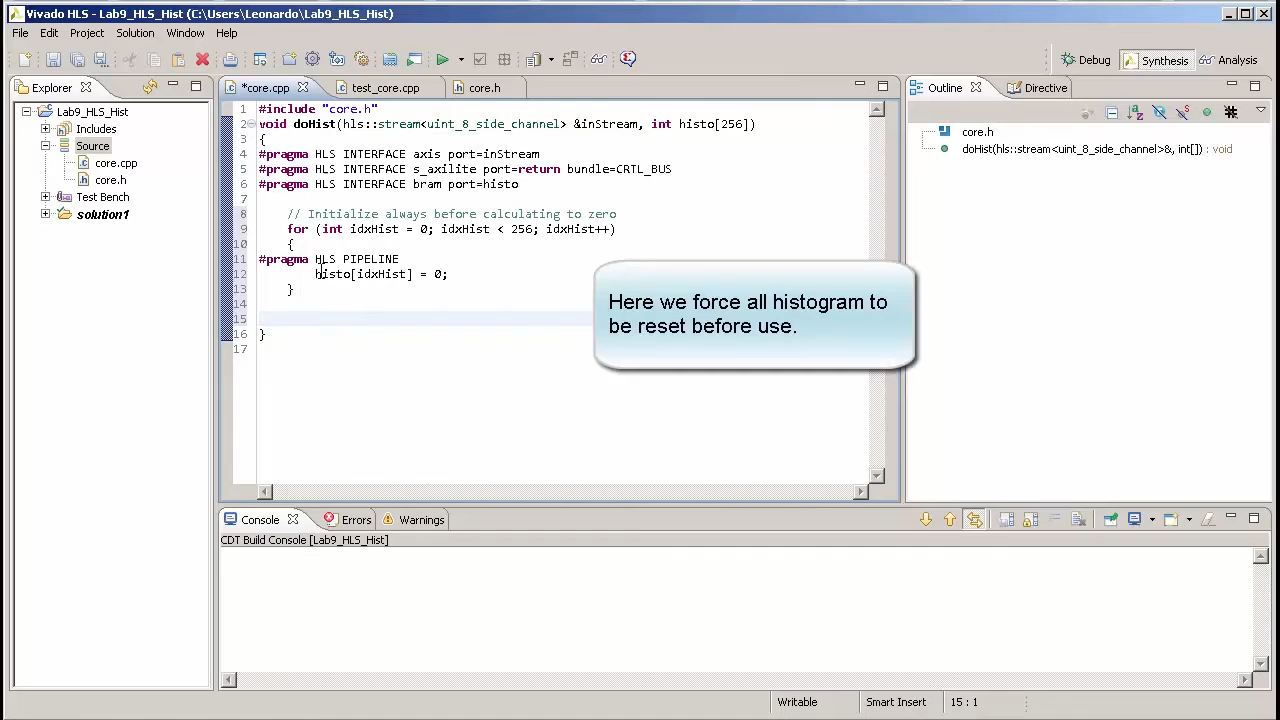 Vivado HLS - Lab9_HLS_Hist (C:\Users\Leonardo\Lab9_HLS_Hist)
File Edit Project Solution Window Help
Debug Synthesis Analysis
Explorer
*core.cpp test_core.cpp core.h
Outline Directive
Lab9_HLS_Hist
Includes
Source
core.cpp
core.h
Test Bench
solution1
1 #include "core.h"
2 void doHist(hls::stream<uint_8_side_channel> &inStream, int histo[256])
3 {
4 #pragma HLS INTERFACE axis port=inStream
5 #pragma HLS INTERFACE s_axilite port=return bundle=CRTL_BUS
6 #pragma HLS INTERFACE bram port=histo
7
8 // Initialize always before calculating to zero
9 for (int idxHist = 0; idxHist < 256; idxHist++)
10 {
11 #pragma HLS PIPELINE
12 histo[idxHist] = 0;
13 }
14
15
16 }
17
Here we force all histogram to
be reset before use.
core.h
doHist(hls::stream<uint_8_side_channel>&, int[]) : void
Console Errors Warnings
CDT Build Console [Lab9_HLS_Hist]
Writable Smart Insert 15 : 1